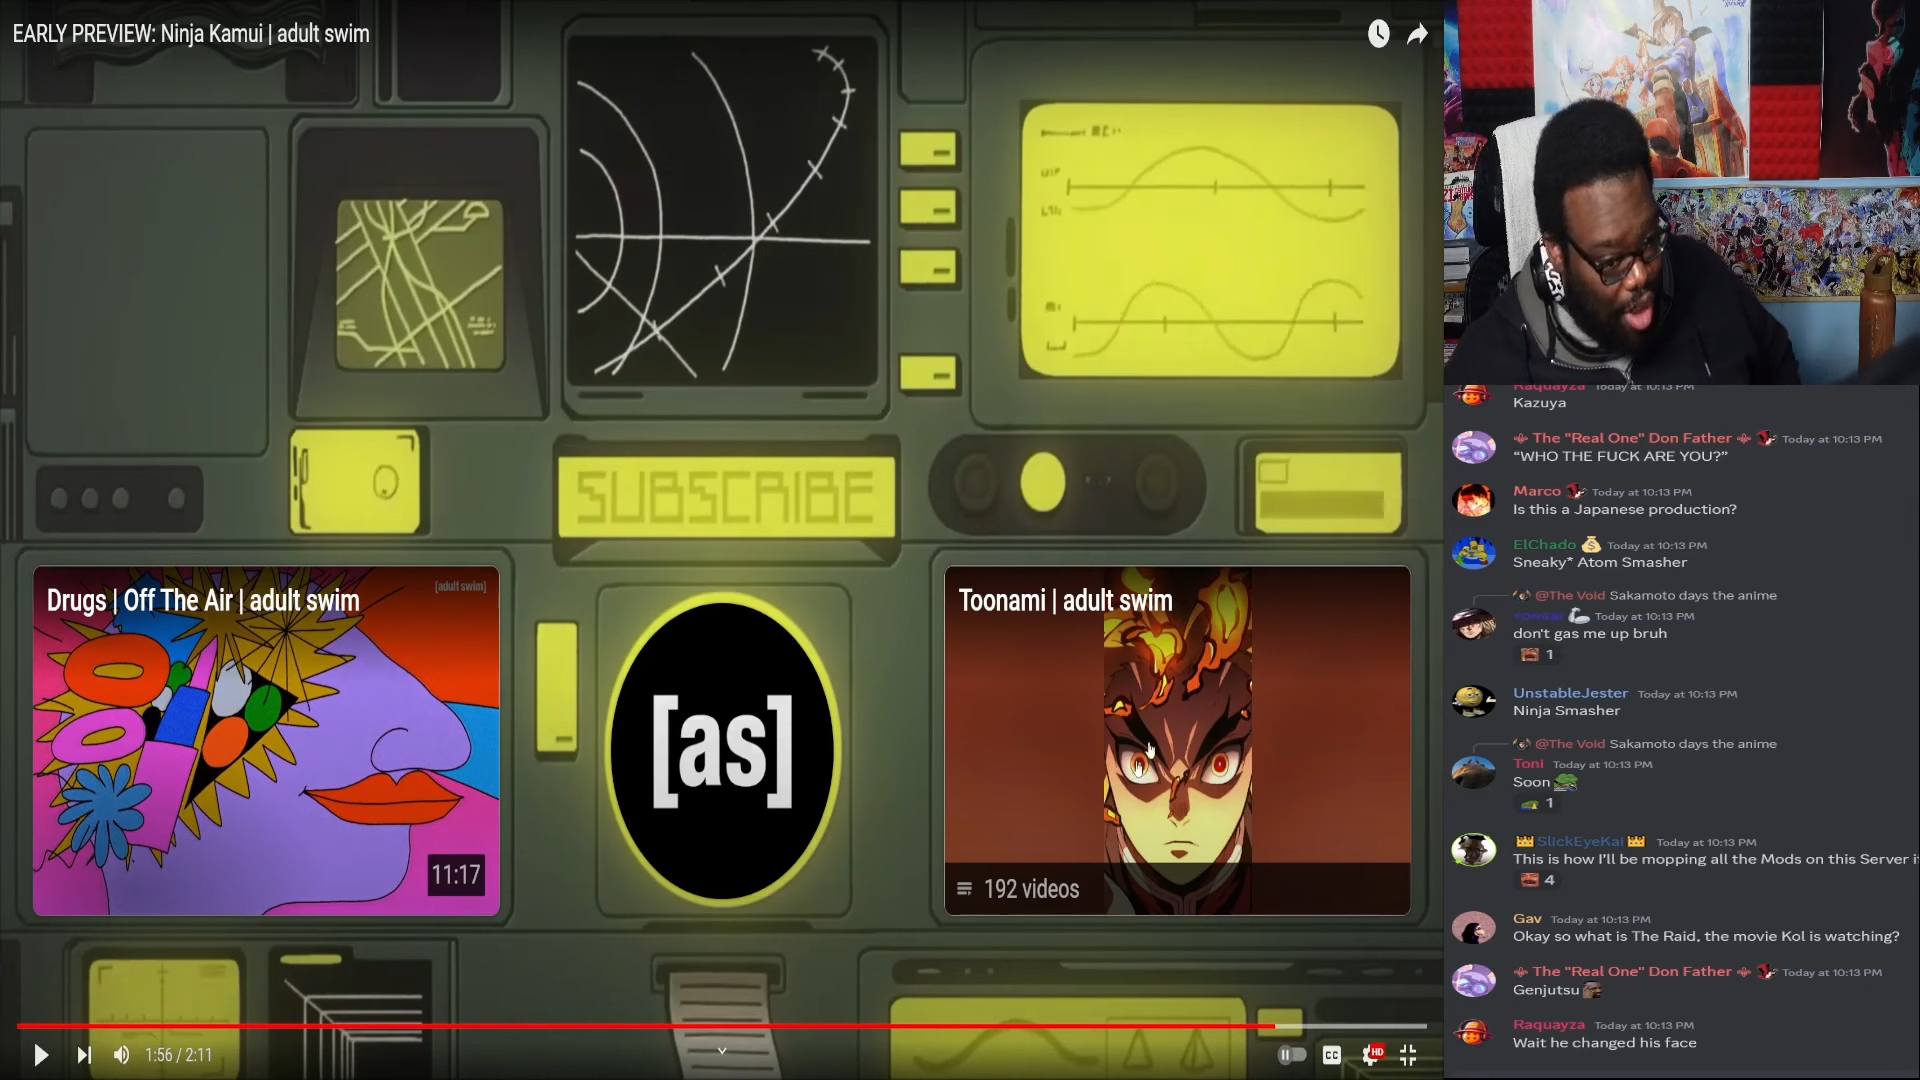 EARLY PREVIEW: Ninja Kamui | adult swim
SUBSCRIBE
Drugs | Off The Air | adult swim
[adult swim]
11:17
[as]
Toonami | adult swim
192 videos
1:56 / 2:11
CC
HD
Raquayza Today at 10:13 PM
Kazuya
The "Real One" Don Father Today at 10:13 PM
“WHO THE FUCK ARE YOU?”
Marco Today at 10:13 PM
Is this a Japanese production?
ElChado Today at 10:13 PM
Sneaky* Atom Smasher
@The Void Sakamoto days the anime
Today at 10:13 PM
don't gas me up bruh
1
UnstableJester Today at 10:13 PM
Ninja Smasher
@The Void Sakamoto days the anime
Toni Today at 10:13 PM
Soon
1
SlickEyeKai Today at 10:13 PM
This is how I'll be mopping all the Mods on this Server
4
Gav Today at 10:13 PM
Okay so what is The Raid, the movie Kol is watching?
The "Real One" Don Father Today at 10:13 PM
Genjutsu
Raquayza Today at 10:13 PM
Wait he changed his face